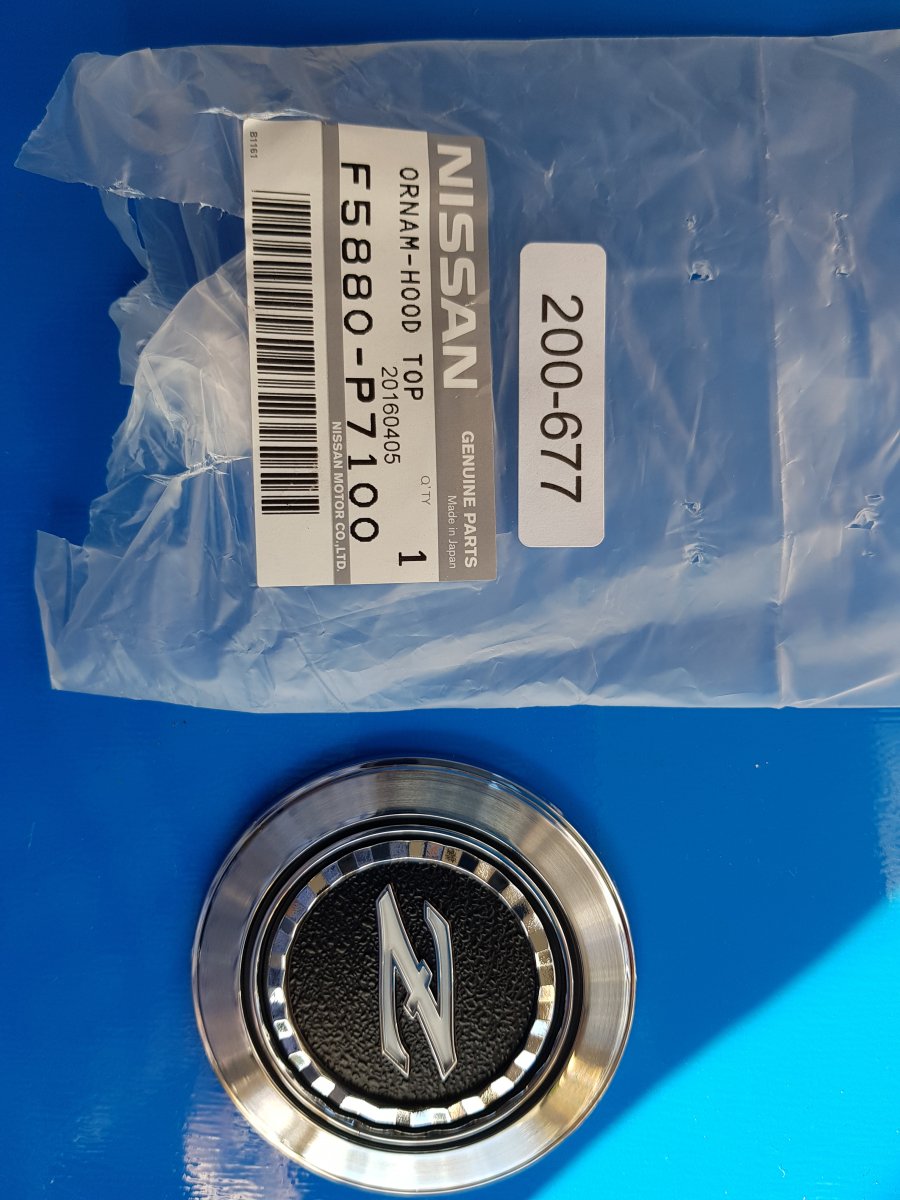 NISSAN
GENUINE PARTS
Made in Japan
ORNAM-HOOD TOP
20160405
Q'TY
1
F5880-P7100
NISSAN MOTOR CO.,LTD.
B1161
200-677
Z